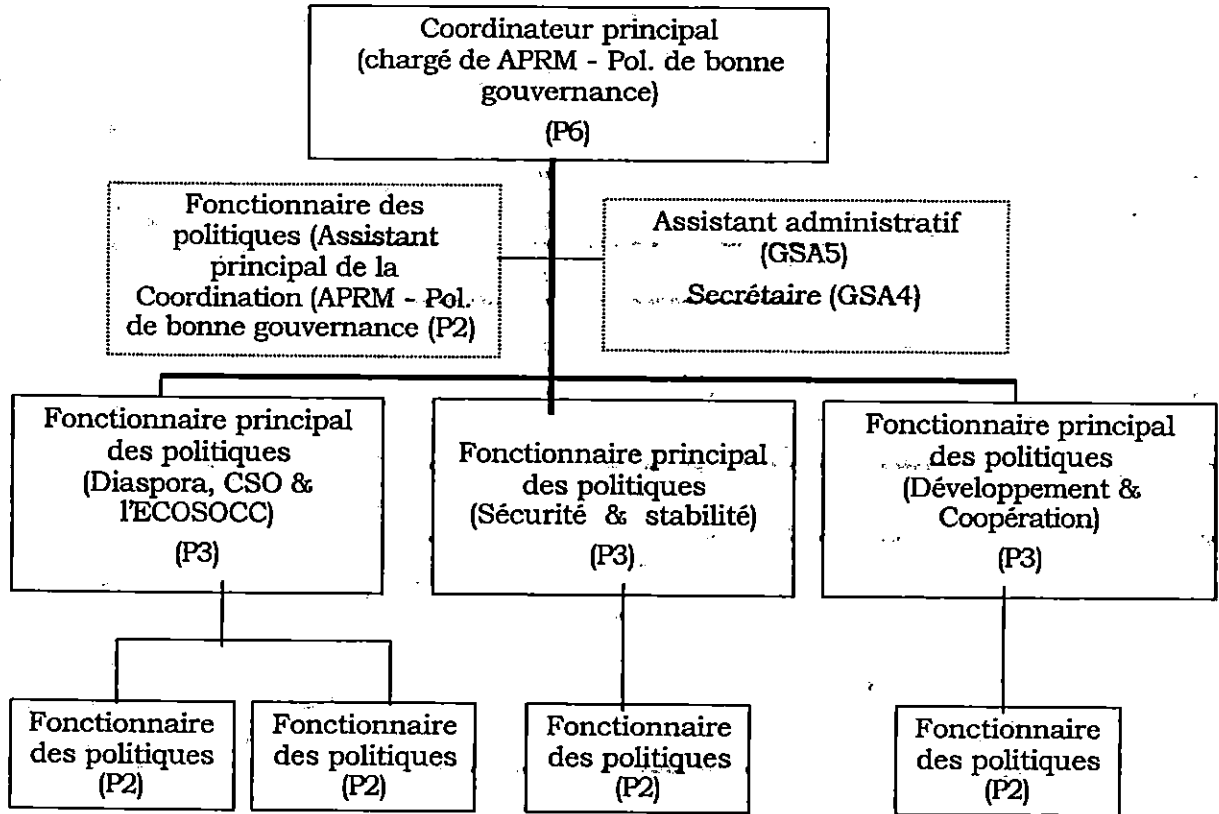 Coordinateur principal
(chargé de APRM - Pol. de bonne
gouvernance)
(P6)
Fonctionnaire des
politiques (Assistant
principal de la
Coordination (APRM - Pol.
de bonne gouvernance (P2)
Assistant administratif
(GSA5)
Secrétaire (GSA4)
Fonctionnaire principal
des politiques
(Diaspora, CSO &
l'ECOSOCC)
(P3)
Fonctionnaire principal
des politiques
(Sécurité & stabilité)
(P3)
Fonctionnaire principal
des politiques
(Développement &
Coopération)
(P3)
Fonctionnaire
des politiques
(P2)
Fonctionnaire
des politiques
(P2)
Fonctionnaire
des politiques
(P2)
Fonctionnaire
des politiques
(P2)